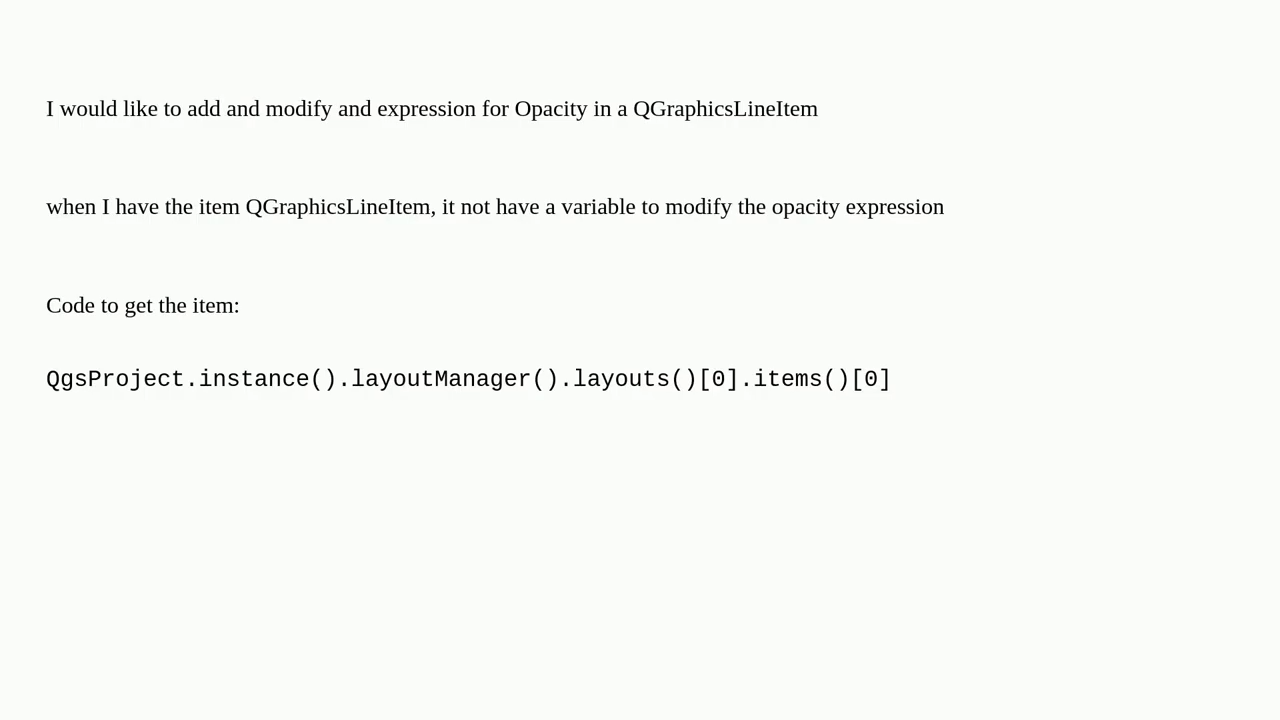 I would like to add and modify and expression for Opacity in a QGraphicsLineItem
when I have the item QGraphicsLineItem, it not have a variable to modify the opacity expression
Code to get the item:
QgsProject.instance().layoutManager().layouts()[0].items()[0]